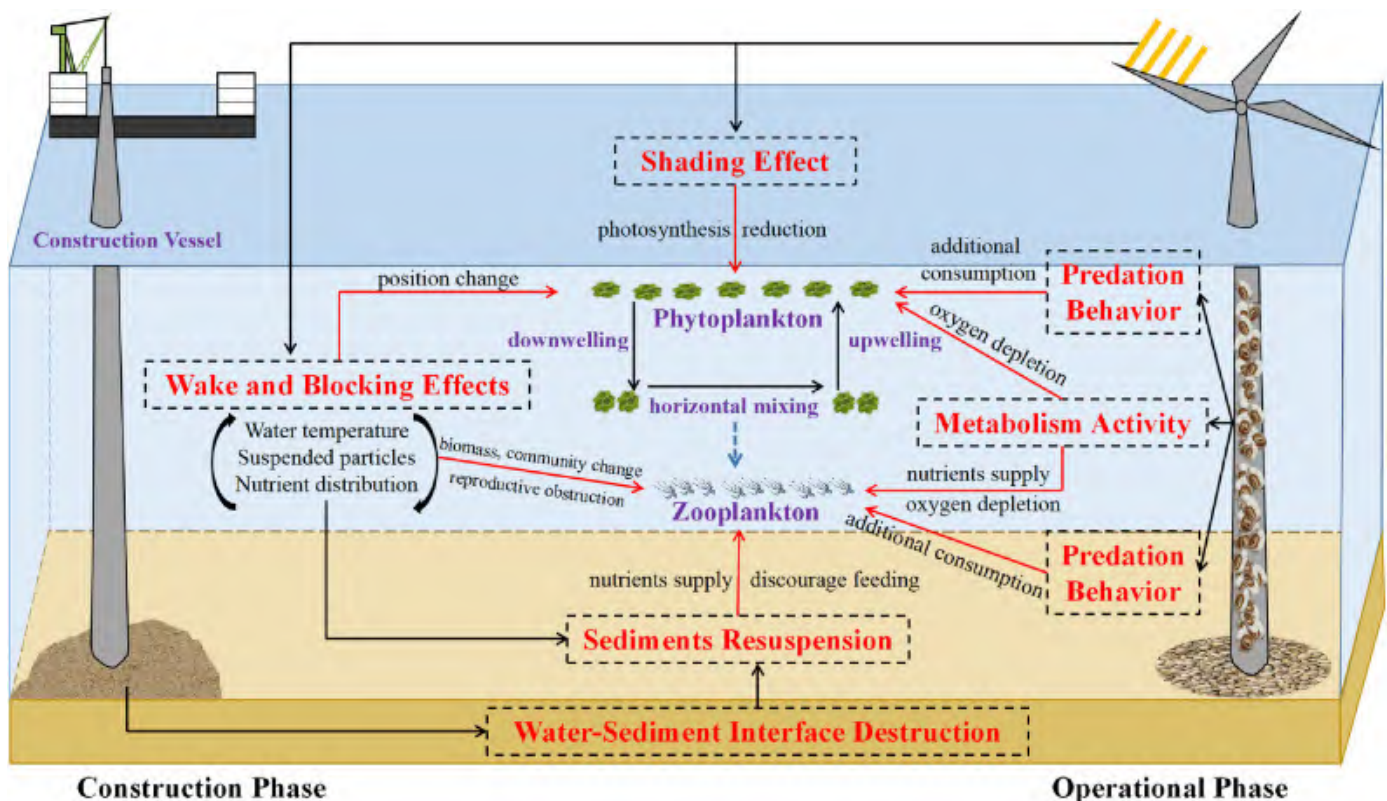 Shading Effect
Construction Vessel
photosynthesis reduction
additional
consumption
Predation
Behavior
position change
Phytoplankton
oxygen depletion
downwelling
upwelling
Wake and Blocking Effects
horizontal mixing
Metabolism Activity
Water temperature
Suspended particles
Nutrient distribution
biomass, community change
reproductive obstruction
nutrients supply
oxygen depletion
Zooplankton
additional consumption
Predation
Behavior
nutrients supply
discourage feeding
Sediments Resuspension
Water-Sediment Interface Destruction
Construction Phase
Operational Phase